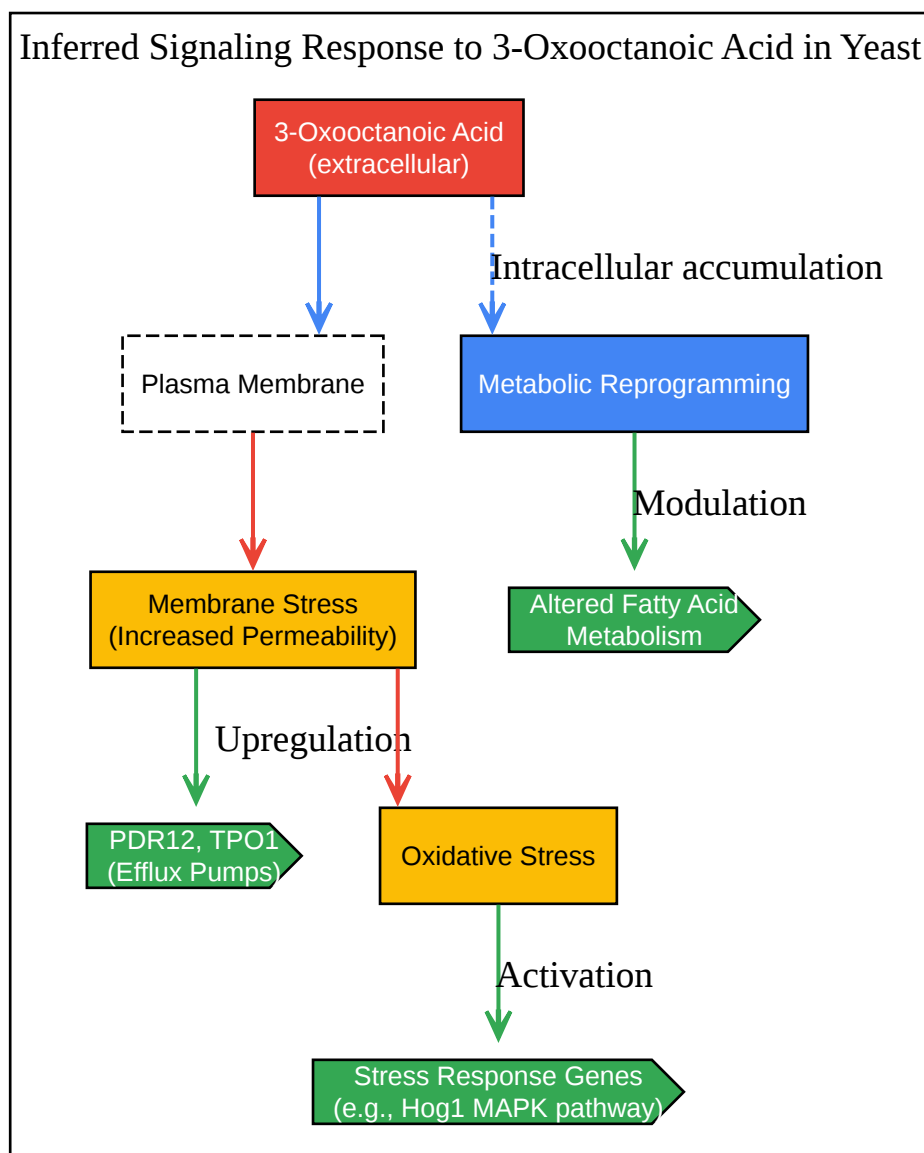 Inferred Signaling Response to 3-Oxooctanoic Acid in Yeast
3-Oxooctanoic Acid
(extracellular)
Intracellular accumulation
Plasma Membrane
Metabolic Reprogramming
Modulation
Membrane Stress
(Increased Permeability)
Altered Fatty Acid
Metabolism
Upregulation
PDR12, TPO1
(Efflux Pumps)
Oxidative Stress
Activation
Stress Response Genes
(e.g., Hog1 MAPK pathway)